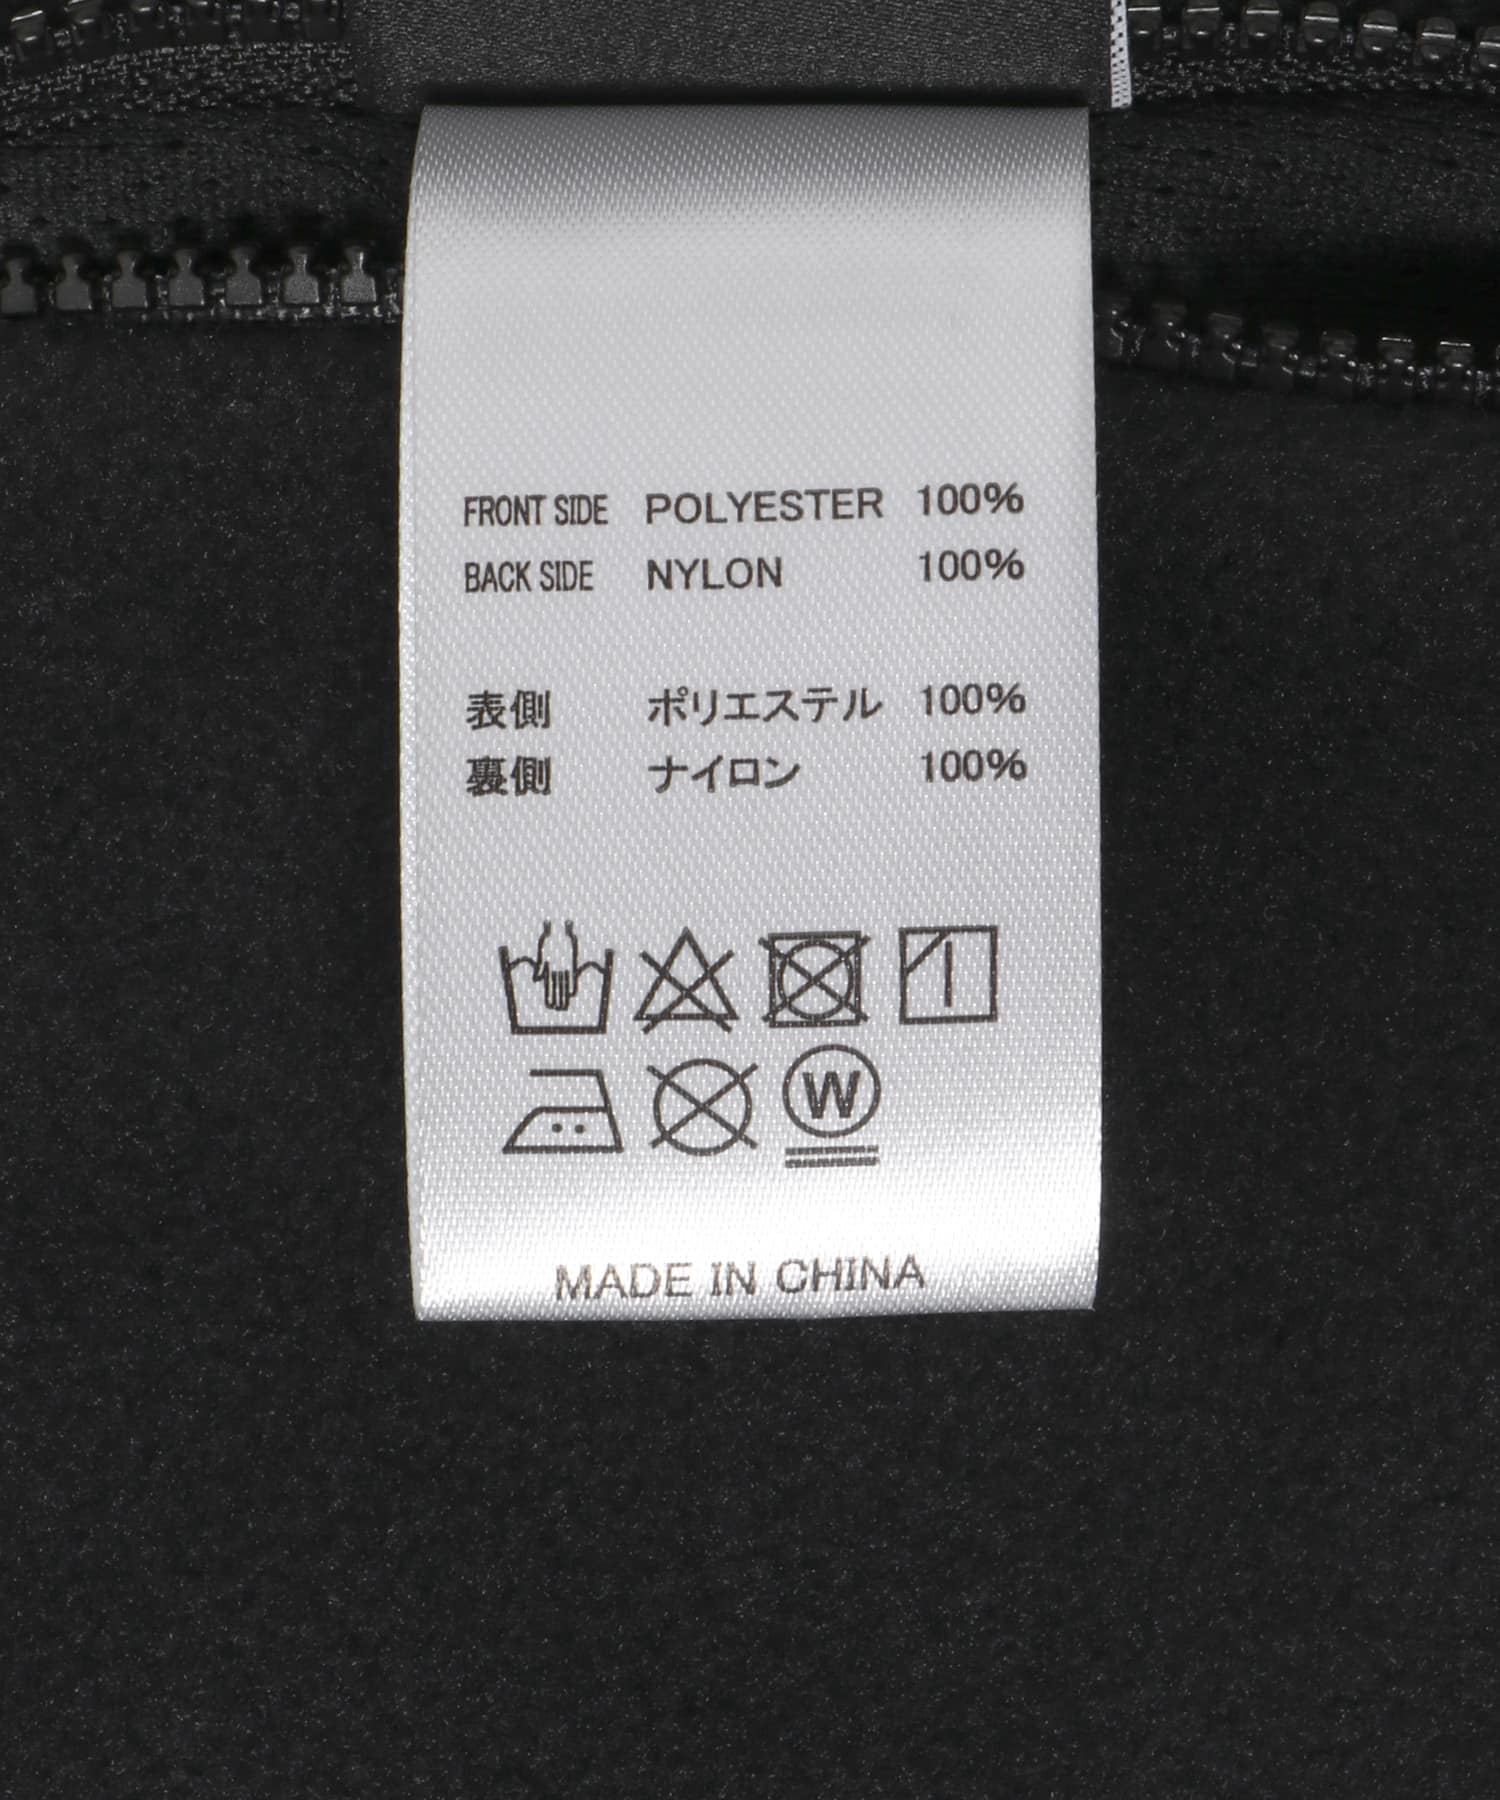 FRONT SIDE POLYESTER 100%
BACK SIDE NYLON 100%
表側 ポリエステル 100%
裏側 ナイロン 100%
W
MADE IN CHINA